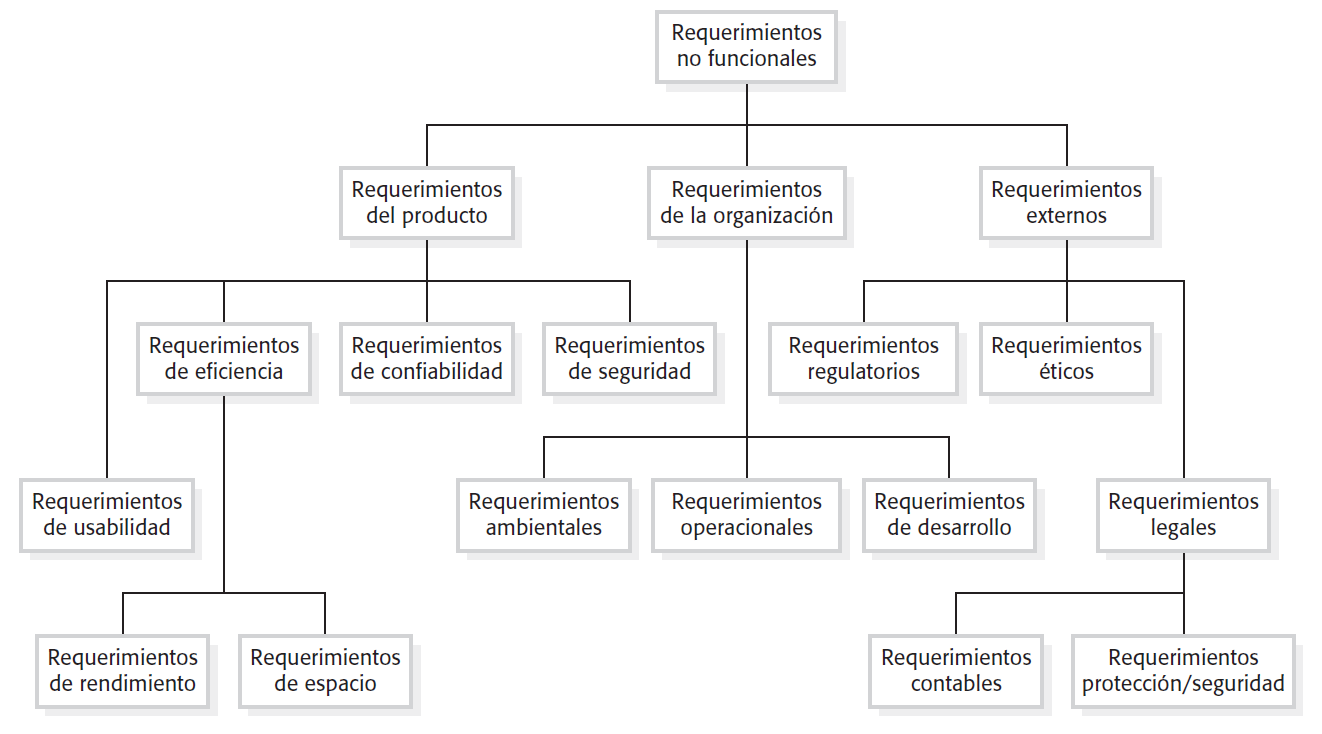 Requerimientos
no funcionales
Requerimientos
del producto
Requerimientos
de la organización
Requerimientos
externos
Requerimientos
de eficiencia
Requerimientos
de confiabilidad
Requerimientos
de seguridad
Requerimientos
regulatorios
Requerimientos
éticos
Requerimientos
de usabilidad
Requerimientos
ambientales
Requerimientos
operacionales
Requerimientos
de desarrollo
Requerimientos
legales
Requerimientos
de rendimiento
Requerimientos
de espacio
Requerimientos
contables
Requerimientos
protección/seguridad